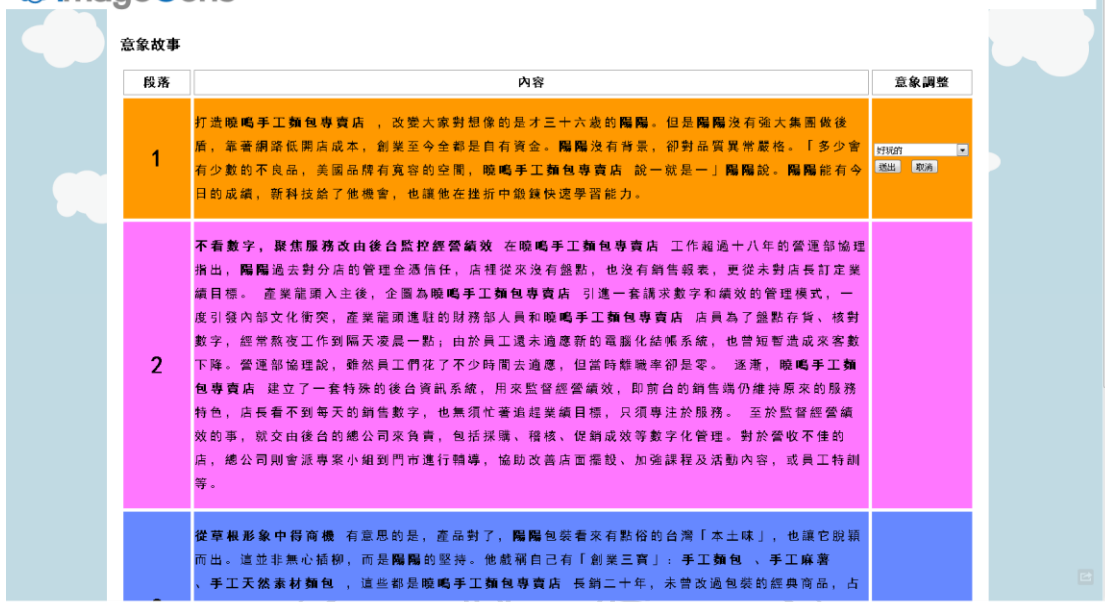 意象故事
段落 內容 意象調整
1
打造曉鳴手工麵包專賣店 ，改變大家對想像的是才三十六歲的陽陽。但是陽陽沒有強大集團做後
盾，靠著網路低開店成本，創業至今全都是自有資金。陽陽沒有背景，卻對品質異常嚴格。「多少會
有少數的不良品，美國品牌有寬容的空間，曉鳴手工麵包專賣店 說一就是一」陽陽說。陽陽能有今
日的成績，新科技給了他機會，也讓他在挫折中鍛鍊快速學習能力。
好玩的
送出 取消
2
不看數字，聚焦服務改由後台監控經營績效 在曉鳴手工麵包專賣店 工作超過十八年的營運部協理
指出，陽陽過去對分店的管理全憑信任，店裡從來沒有盤點，也沒有銷售報表，更從未對店長訂定業
績目標。 產業龍頭入主後，企圖為曉鳴手工麵包專賣店 引進一套講求數字和績效的管理模式，一
度引發內部文化衝突，產業龍頭進駐的財務部人員和曉鳴手工麵包專賣店 店員為了盤點存貨、核對
數字，經常熬夜工作到隔天凌晨一點；由於員工還未適應新的電腦化結帳系統，也曾短暫造成來客數
下降。營運部協理說，雖然員工們花了不少時間去適應，但當時離職率卻是零。 逐漸，曉鳴手工麵
包專賣店 建立了一套特殊的後台資訊系統，用來監督經營績效，即前台的銷售端仍維持原來的服務
特色，店長看不到每天的銷售數字，也無須忙著追趕業績目標，只須專注於服務。 至於監督經營績
效的事，就交由後台的總公司來負責，包括採購、稽核、促銷成效等數字化管理。對於營收不佳的
店，總公司則會派專案小組到門市進行輔導，協助改善店面擺設、加強課程及活動內容，或員工特訓
等。
從草根形象中得商機 有意思的是，產品對了，陽陽包裝看來有點俗的台灣「本土味」，也讓它脫穎
而出。這並非無心插柳，而是陽陽的堅持。他戲稱自己有「創業三寶」：手工麵包 、手工麻薯
、手工天然素材麵包 ，這些都是曉鳴手工麵包專賣店 長銷二十年，未曾改過包裝的經典商品，占